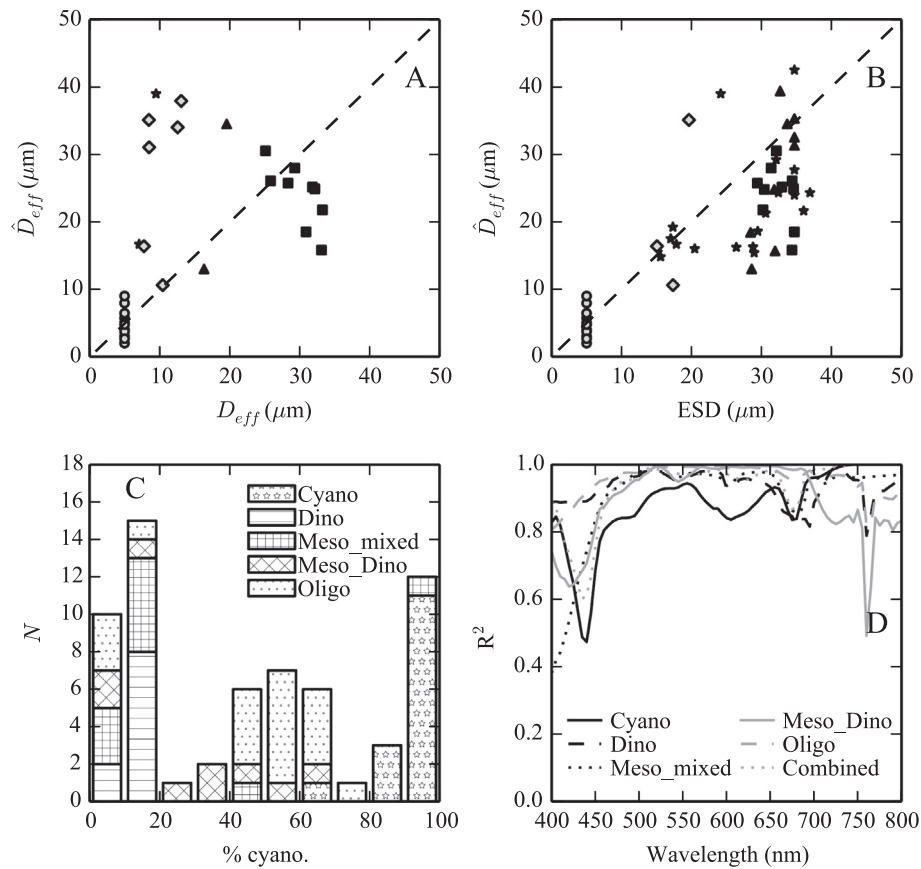 50
40
30
20
10
0
D̂eff (μm)
A
0 10 20 30 40 50
Deff (μm)
50
40
30
20
10
0
D̂eff (μm)
B
0 10 20 30 40 50
ESD (μm)
18
16
14
12
10
8
6
4
2
0
N
C
Cyano
Dino
Meso_mixed
Meso_Dino
Oligo
0 20 40 60 80 100
% cyano.
1.0
0.8
0.6
0.4
0.2
0.0
R²
D
Cyano
Dino
Meso_mixed
Meso_Dino
Oligo
Combined
400 450 500 550 600 650 700 750 800
Wavelength (nm)